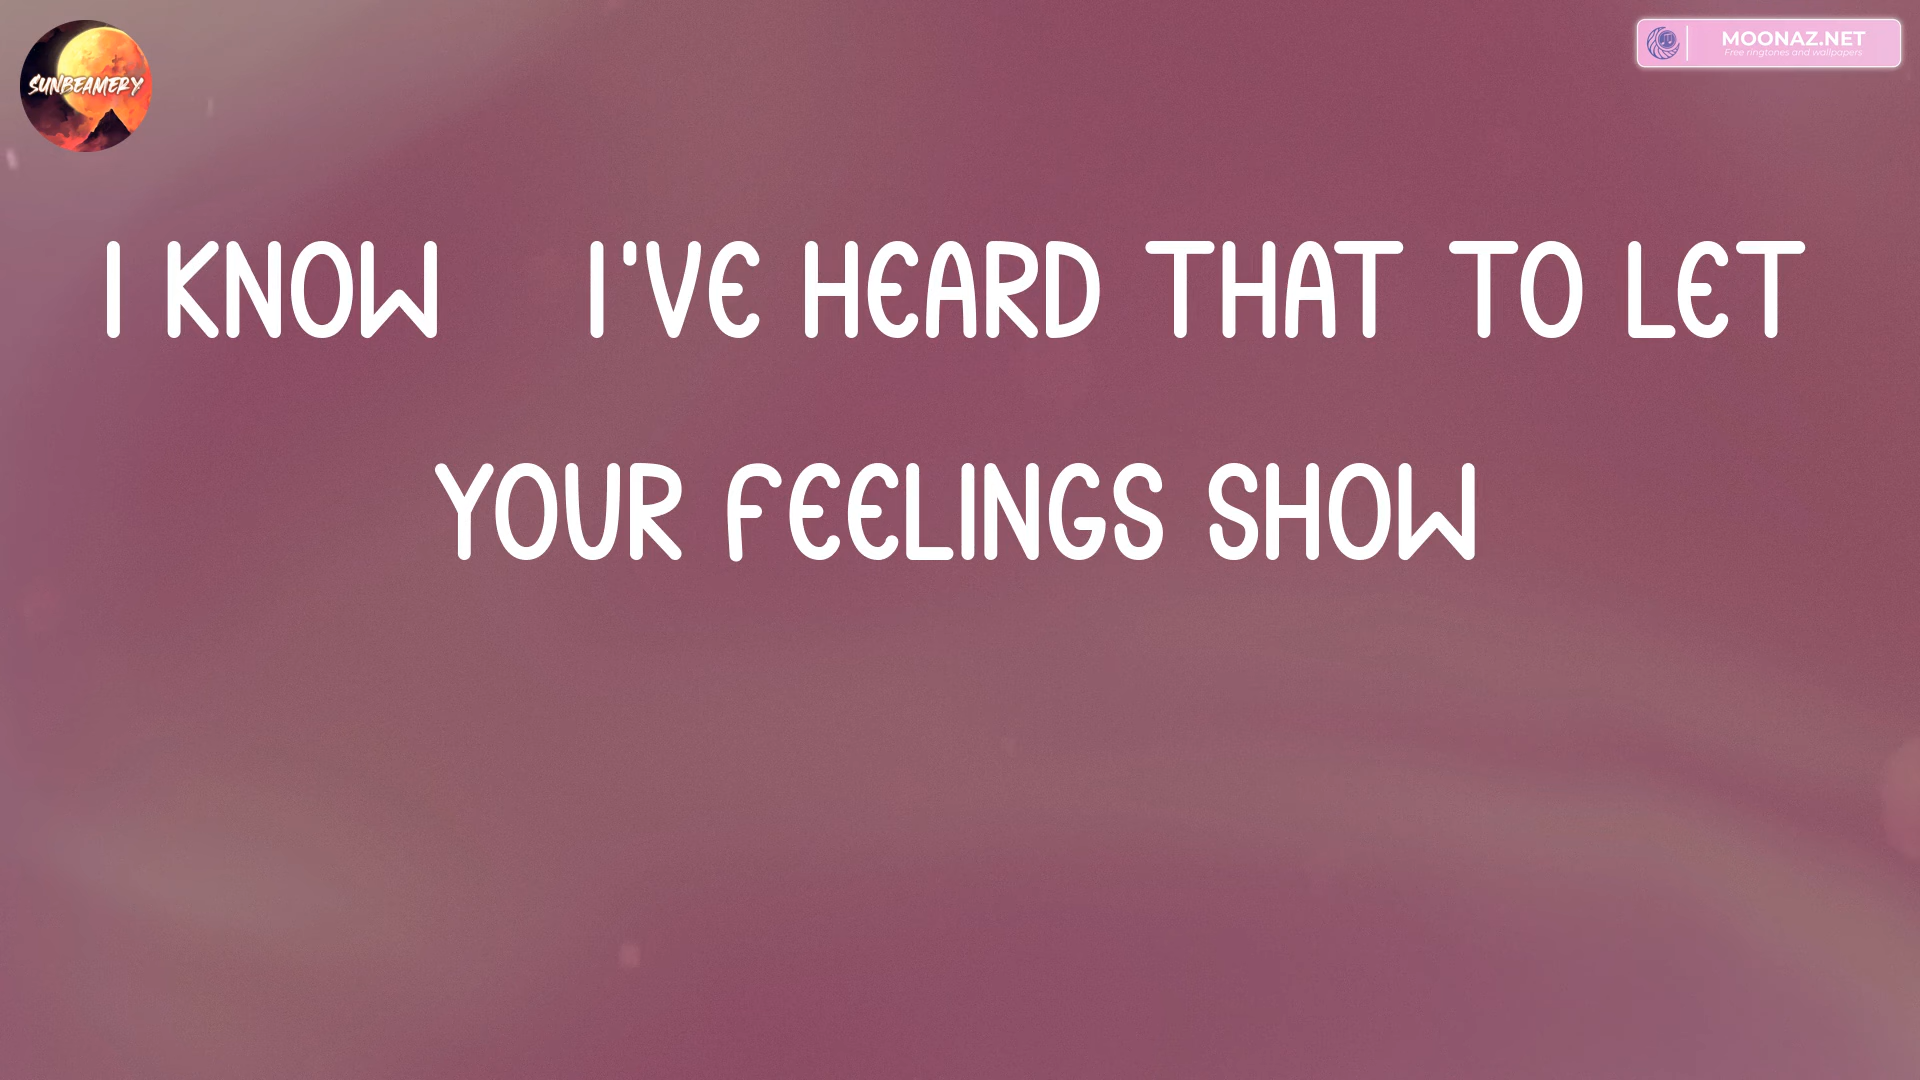 SUNBEAMERY
MOONAZ.NET
Free ringtones and wallpapers
I KNOW I'VE HEARD THAT TO LET
YOUR FEELINGS SHOW